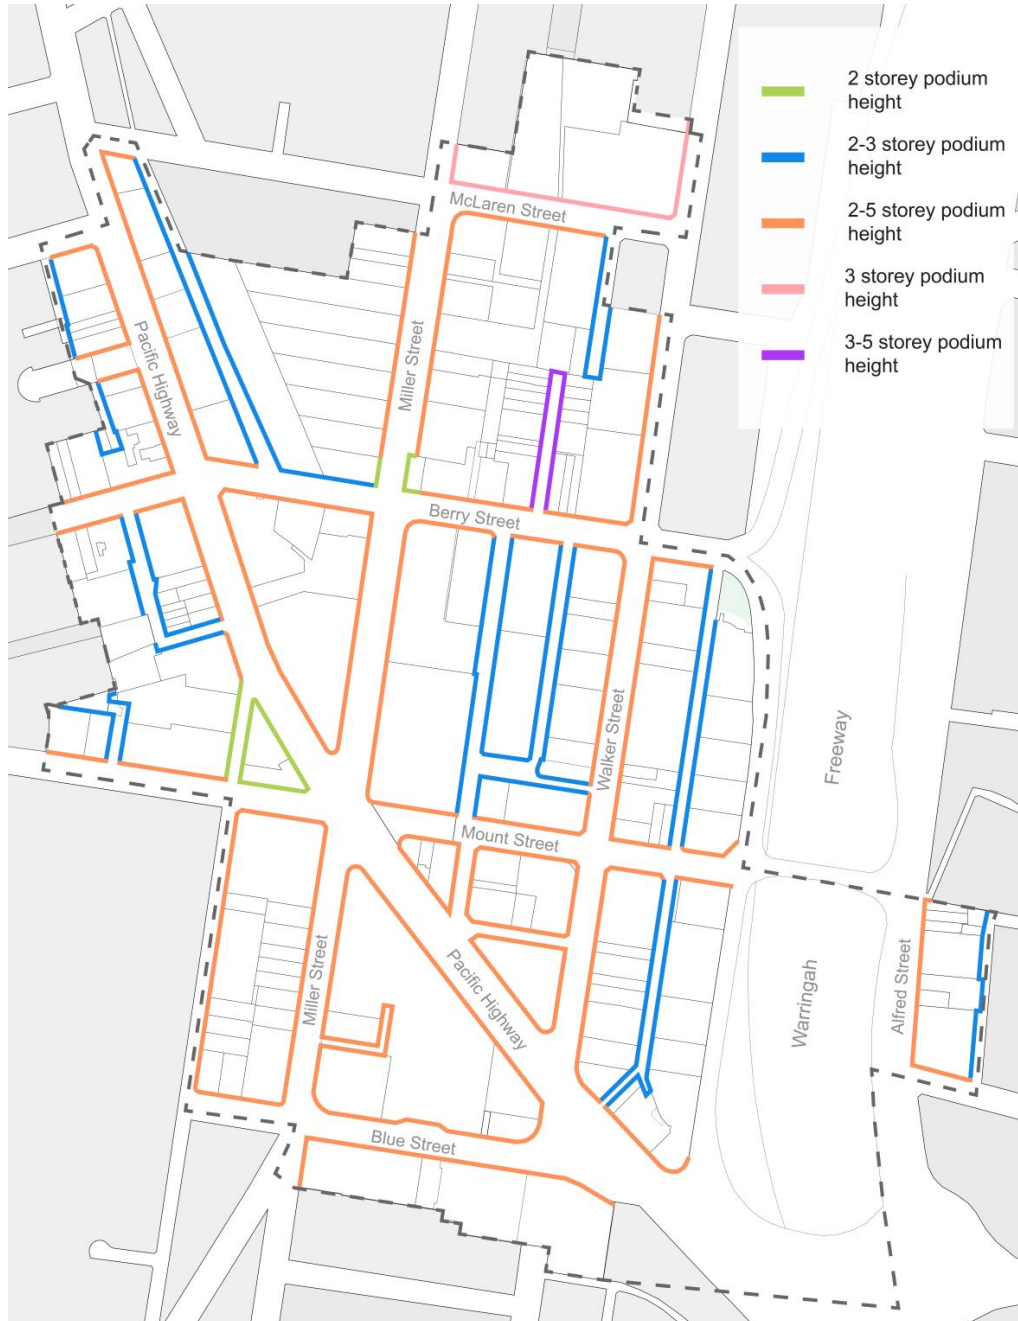 2 storey podium
height
2-3 storey podium
height
2-5 storey podium
height
3 storey podium
height
3-5 storey podium
height
McLaren Street
Pacific Highway
Miller Street
Berry Street
Walker Street
Freeway
Mount Street
Pacific Highway
Miller Street
Warringah
Alfred Street
Blue Street